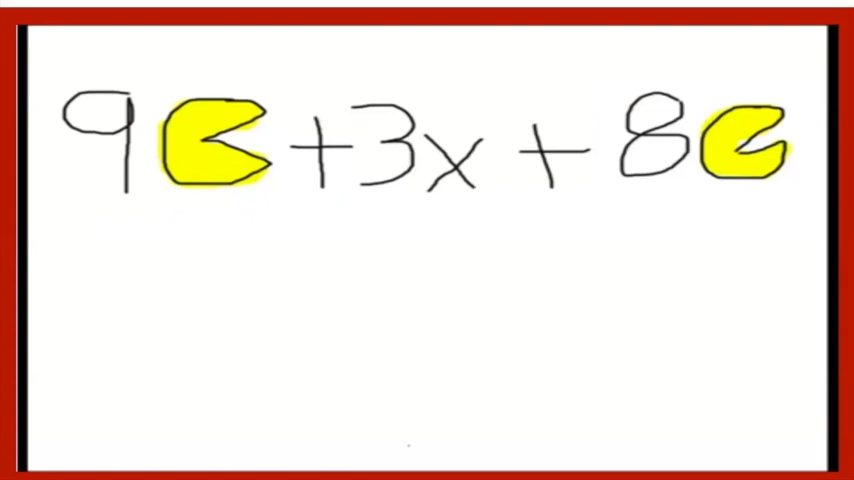 9 + 3x + 8